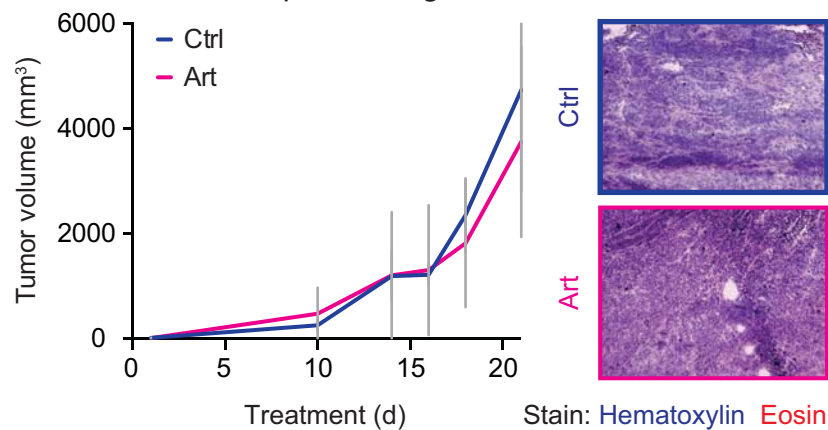 6000
4000
2000
0
Tumor volume (mm³)
Ctrl
Art
0 5 10 15 20
Treatment (d)
Ctrl
Art
Stain: Hematoxylin Eosin